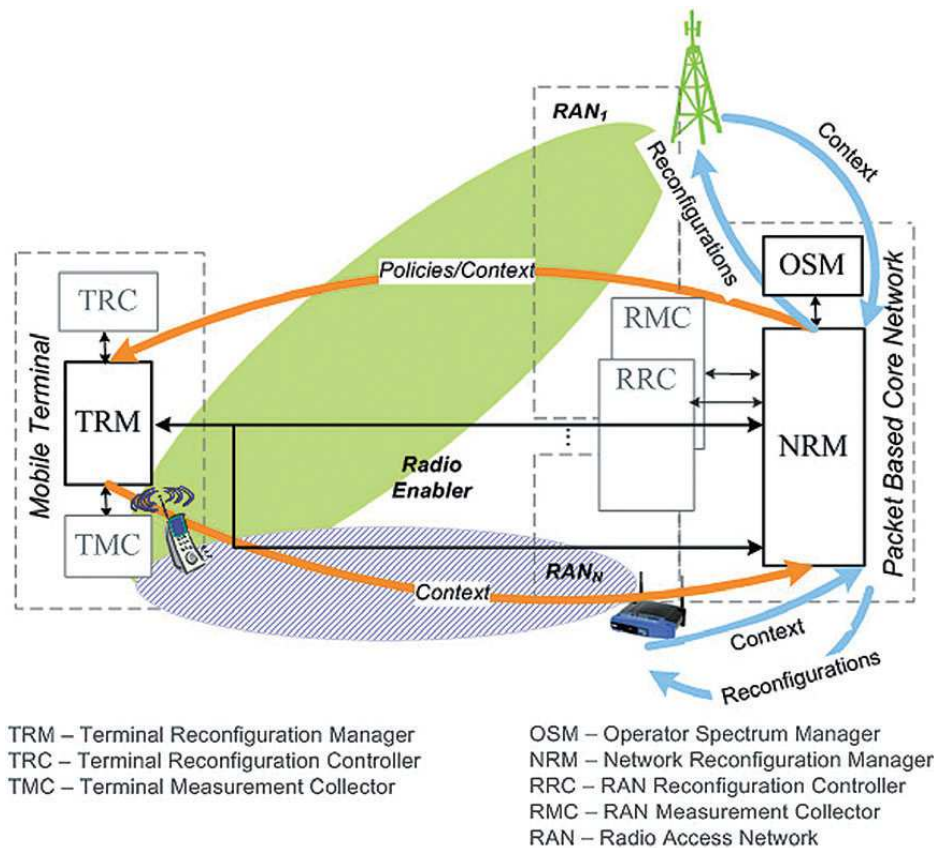 RAN₁
Context
Reconfigurations
OSM
Policies/Context
TRC
RMC
RRC
Mobile Terminal
Packet Based Core Network
TRM
NRM
Radio
Enabler
TMC
RANN
Context
Context
Reconfigurations
TRM – Terminal Reconfiguration Manager
TRC – Terminal Reconfiguration Controller
TMC – Terminal Measurement Collector
OSM – Operator Spectrum Manager
NRM – Network Reconfiguration Manager
RRC – RAN Reconfiguration Controller
RMC – RAN Measurement Collector
RAN – Radio Access Network